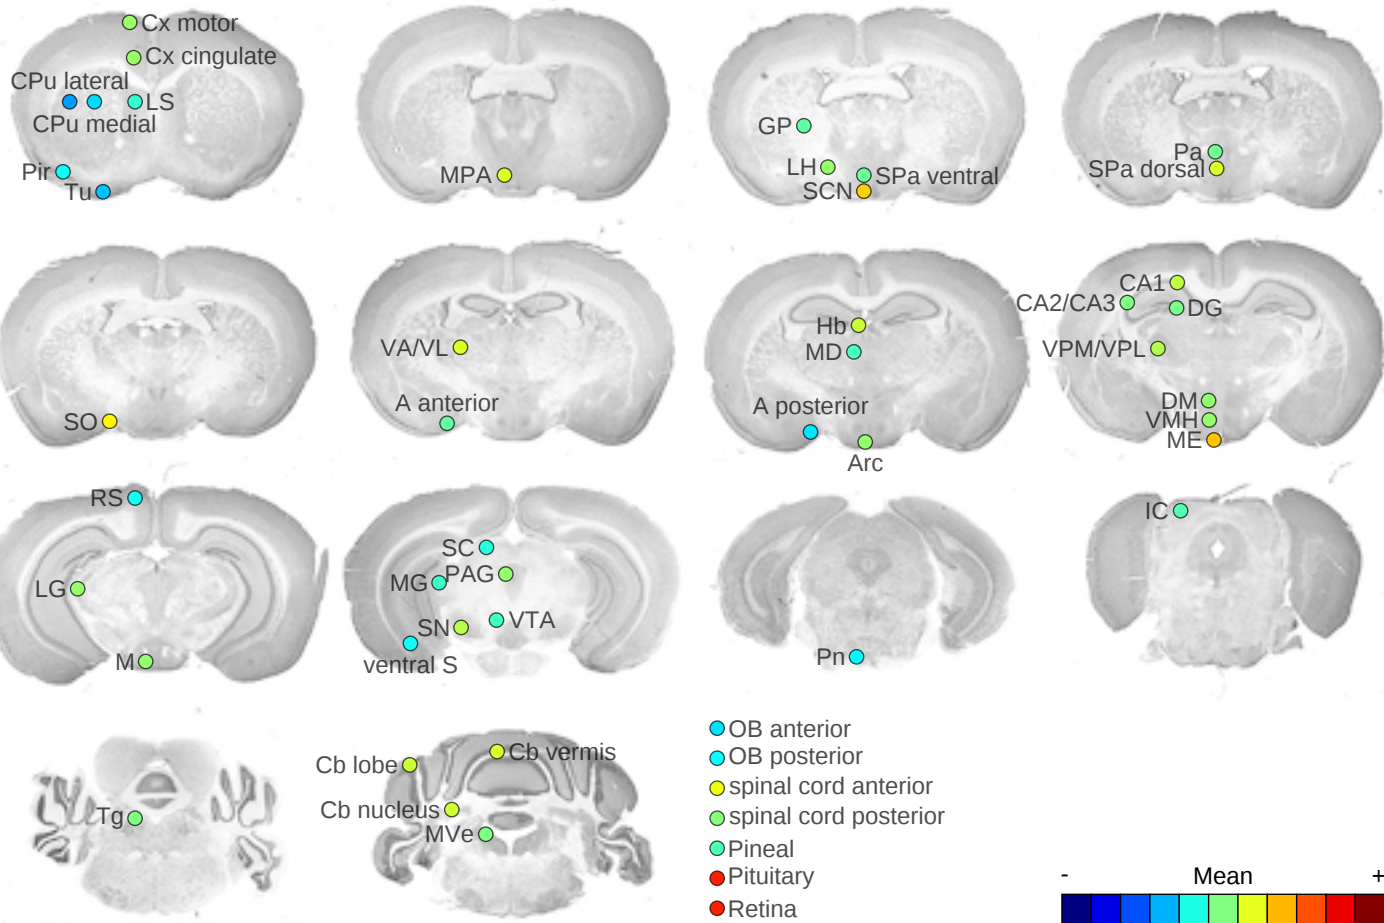 Cx motor
Cx cingulate
CPu lateral
LS
CPu medial
Pir
Tu
MPA
GP
LH
SPa ventral
SCN
Pa
SPa dorsal
SO
VA/VL
A anterior
Hb
MD
A posterior
Arc
CA1
CA2/CA3
DG
VPM/VPL
DM
VMH
ME
RS
LG
M
SC
MG
PAG
SN
VTA
ventral S
Pn
IC
Tg
Cb lobe
Cb vermis
Cb nucleus
MVe
OB anterior
OB posterior
spinal cord anterior
spinal cord posterior
Pineal
Pituitary
Retina
- Mean +